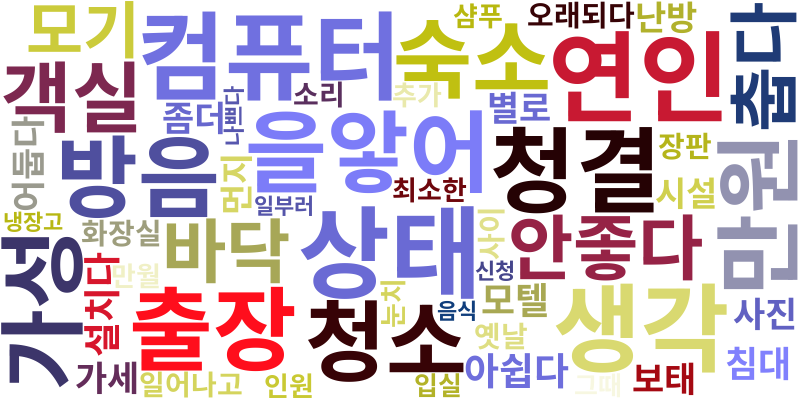 모기
컴퓨터
숙소
샴푸
오래되다
난방
연인
춥다
객실
좀더
나쁘다
소리
추가
별로
어둡다
방음
을왕어
청결
장판
만원
먼지
최소한
시설
일부러
냉장고
화장실
바닥
상태
사이
안좋다
가성
만월
신청
설치다
출장
청소
눈치
음식
모텔
생각
사진
옛날
가세
일어나고
인원
입실
아쉽다
그때
보태
침대